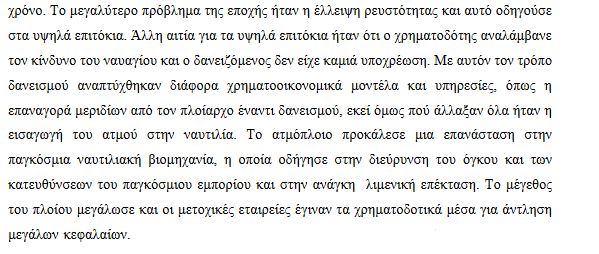 χρόνο. Το μεγαλύτερο πρόβλημα της εποχής ήταν η έλλειψη ρευστότητας και αυτό οδηγούσε
στα υψηλά επιτόκια. Άλλη αιτία για τα υψηλά επιτόκια ήταν ότι ο χρηματοδότης αναλάμβανε
τον κίνδυνο του ναυαγίου και ο δανειζόμενος δεν είχε καμιά υποχρέωση. Με αυτόν τον τρόπο
δανεισμού αναπτύχθηκαν διάφορα χρηματοοικονομικά μοντέλα και υπηρεσίες, όπως η
επαναγορά μεριδίων από τον πλοίαρχο έναντι δανεισμού, εκεί όμως πού άλλαξαν όλα ήταν η
εισαγωγή του ατμού στην ναυτιλία. Το ατμόπλοιο προκάλεσε μια επανάσταση στην
παγκόσμια ναυτιλιακή βιομηχανία, η οποία οδήγησε στην διεύρυνση του όγκου και των
κατευθύνσεων του παγκόσμιου εμπορίου και στην ανάγκη λιμενική επέκταση. Το μέγεθος
του πλοίου μεγάλωσε και οι μετοχικές εταιρείες έγιναν τα χρηματοδοτικά μέσα για άντληση
μεγάλων κεφαλαίων.